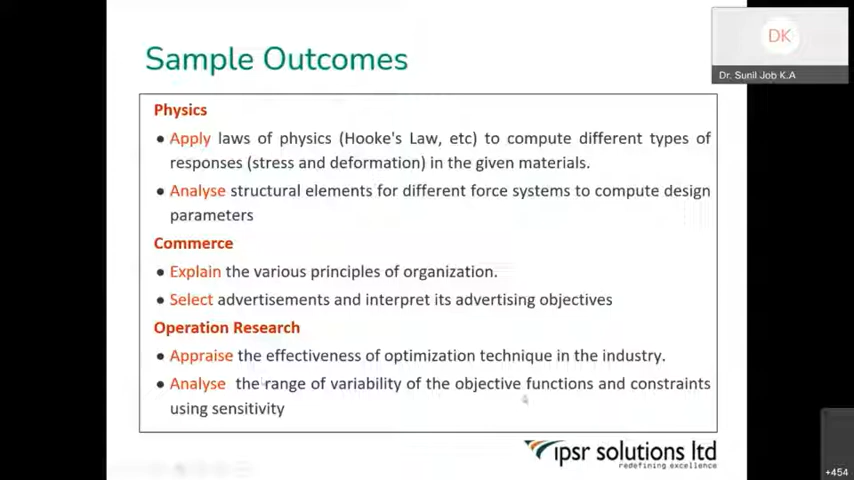 DK
Dr. Sunil Job K.A
Sample Outcomes
Physics
● Apply laws of physics (Hooke's Law, etc) to compute different types of
responses (stress and deformation) in the given materials.
● Analyse structural elements for different force systems to compute design
parameters
Commerce
● Explain the various principles of organization.
● Select advertisements and interpret its advertising objectives
Operation Research
● Appraise the effectiveness of optimization technique in the industry.
● Analyse the range of variability of the objective functions and constraints
using sensitivity
ipsr solutions ltd
redefining excellence
+454